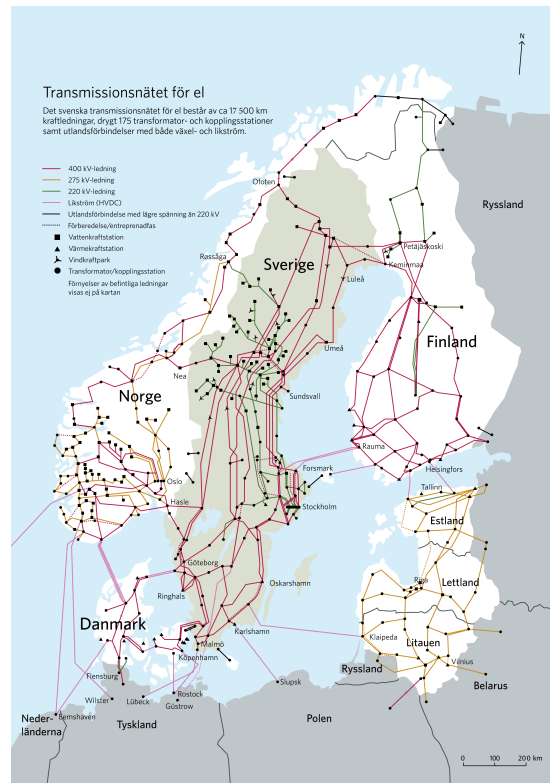 N
Transmissionsnätet för el
Det svenska transmissionsnätet för el består av ca 17 500 km
kraftledningar, drygt 175 transformator- och kopplingsstationer
samt utlandsförbindelser med både växel- och likström.
400 kV-ledning
275 kV-ledning
220 kV-ledning
Likström (HVDC)
Utlandsförbindelse med lägre spänning än 220 kV
Förberedelse/entreprenadfas
Vattenkraftstation
Värmekraftstation
Vindkraftpark
Transformator/kopplingsstation
Förnyelser av befintliga ledningar
visas ej på kartan
Ofoten
Ryssland
Røssåga
Petäjäskoski
Sverige
Keminmaa
Luleå
Umeå
Finland
Nea
Norge
Sundsvall
Rauma
Forsmark
Helsingfors
Oslo
Tallinn
Hasle
Stockholm
Estland
Göteborg
Oskarshamn
Riga
Lettland
Ringhals
Danmark
Karlshamn
Klaipeda
Litauen
Malmö
Köpenhamn
Vilnius
Ryssland
Flensburg
Slupsk
Belarus
Wilster
Lübeck
Rostock
Güstrow
Neder-
länderna
Eemshaven
Tyskland
Polen
0 100 200 km